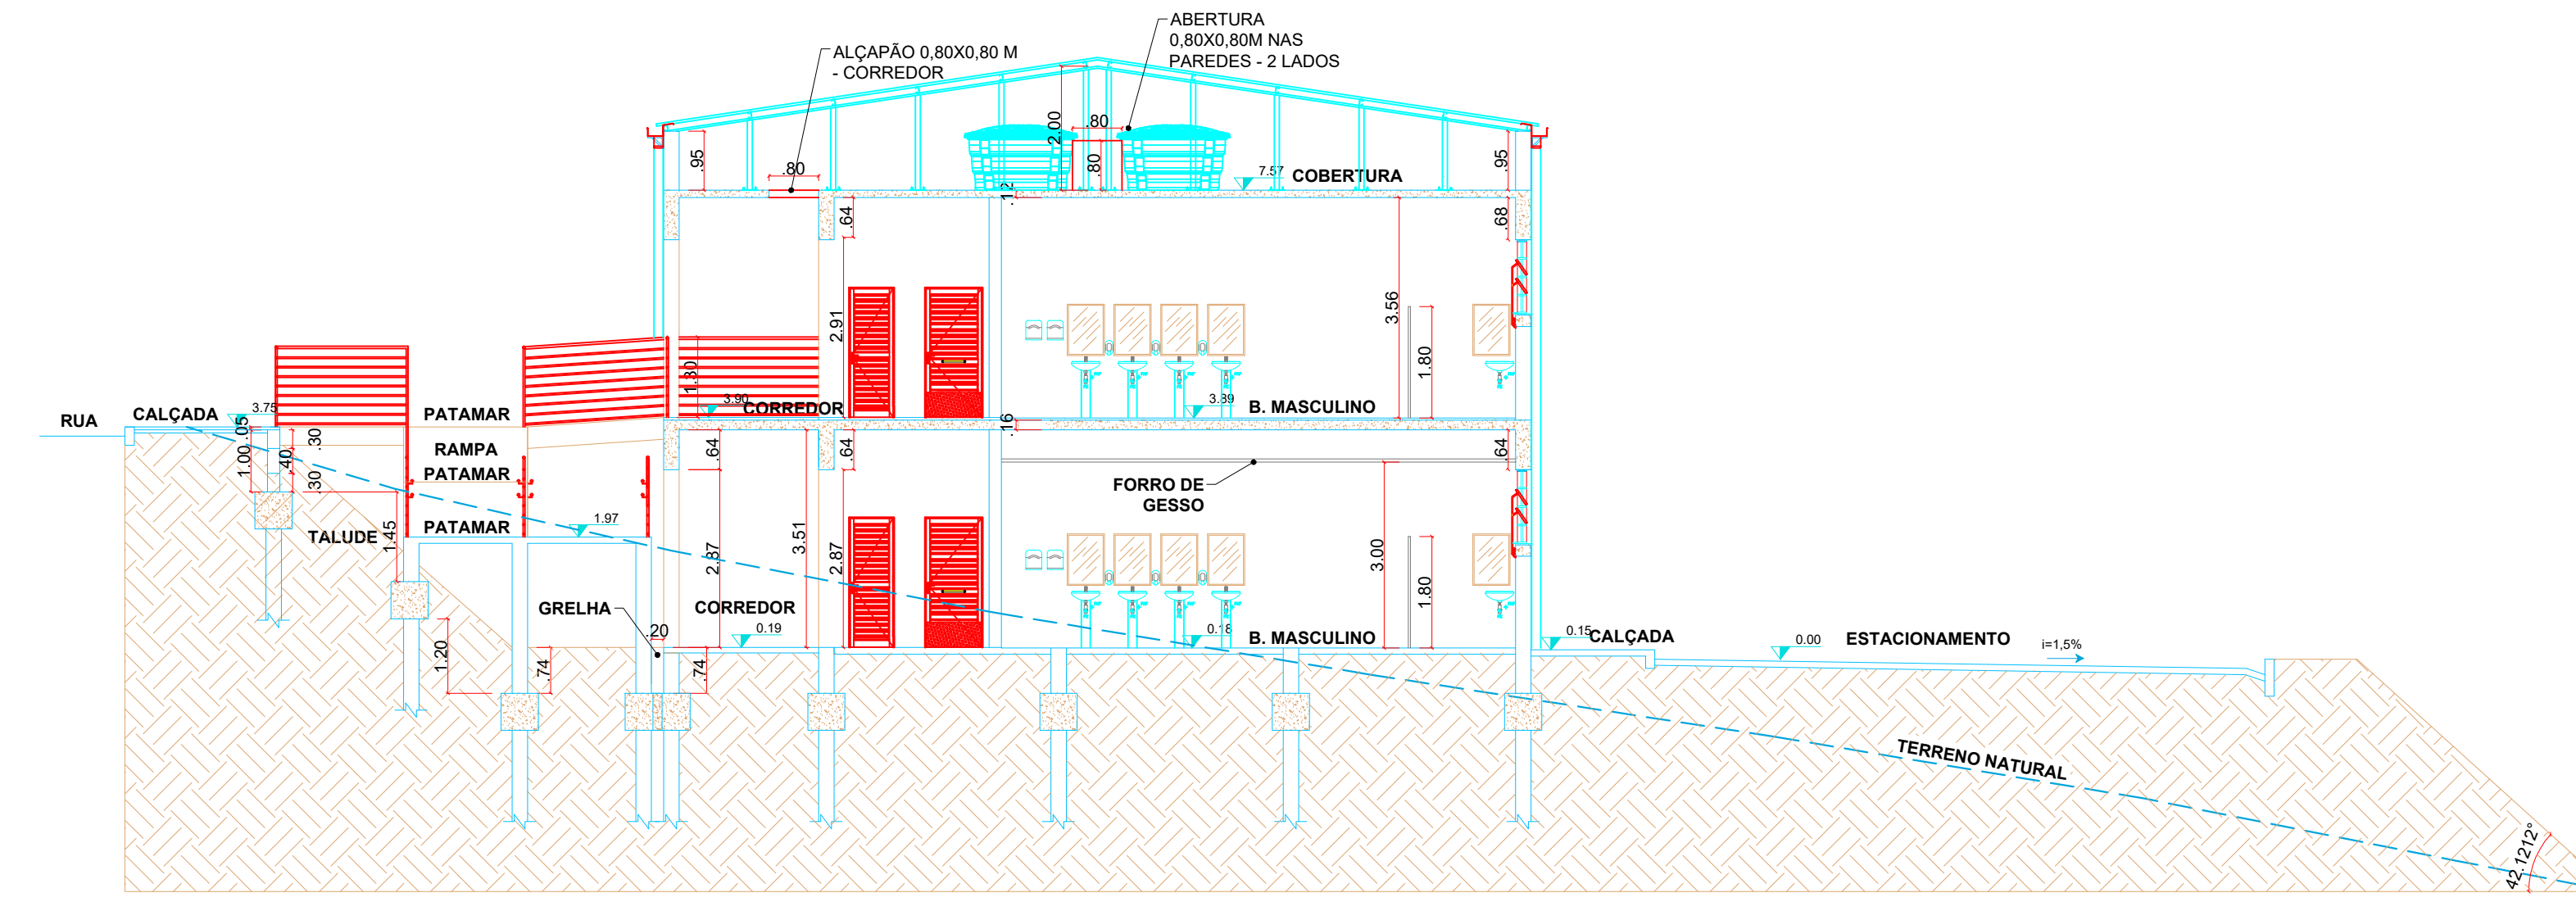 ABERTURA
0,80X0,80M NAS
PAREDES - 2 LADOS
ALÇAPÃO 0,80X0,80 M
- CORREDOR
2.00
.80
.80
.95
.80
.95
7.57
COBERTURA
.12
.64
.68
2.91
3.56
1.80
1.30
3.90
CORREDOR
3.89
B. MASCULINO
RUA
CALÇADA
3.75
PATAMAR
.05
.30
1.00
.40
.30
RAMPA
PATAMAR
.16
.64
.64
.64
FORRO DE
GESSO
TALUDE
1.45
PATAMAR
1.97
2.87
3.51
2.87
3.00
1.80
GRELHA
.20
CORREDOR
0.19
0.18
B. MASCULINO
0.15
CALÇADA
0.00
ESTACIONAMENTO
i=1,5%
1.20
.74
.74
TERRENO NATURAL
42.1212°